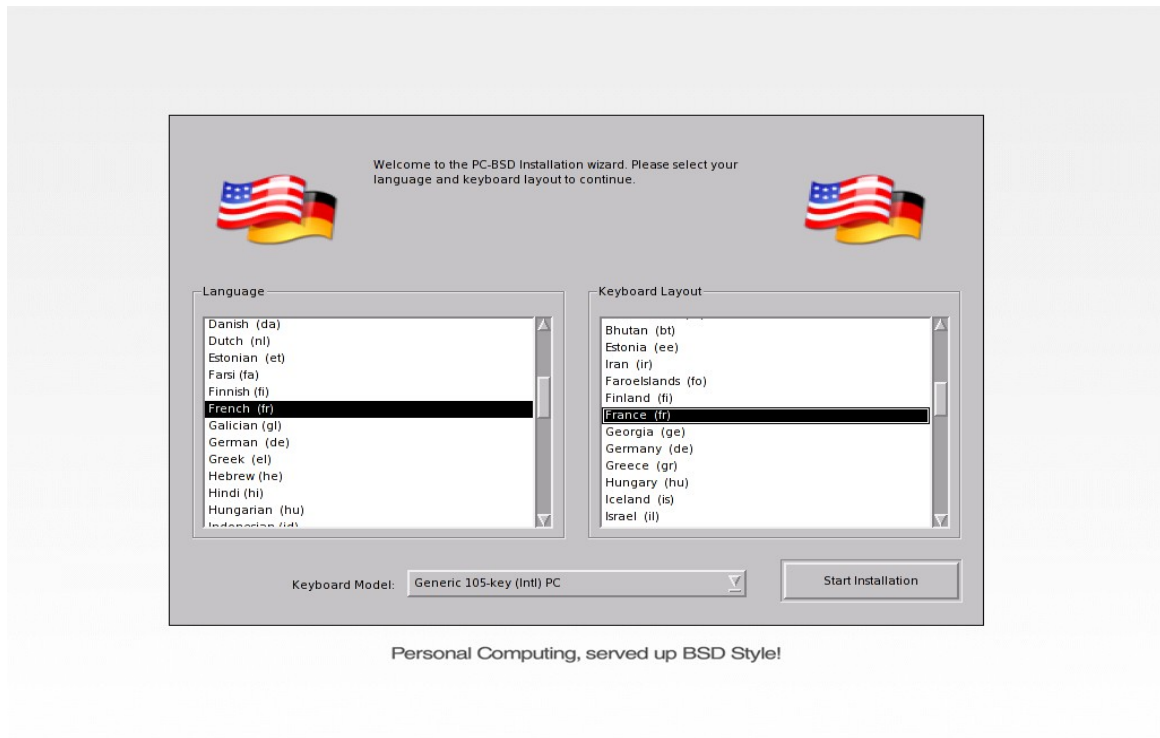 Welcome to the PC-BSD Installation wizard. Please select your
language and keyboard layout to continue.
Language
Danish (da)
Dutch (nl)
Estonian (et)
Farsi (fa)
Finnish (fi)
French (fr)
Galician (gl)
German (de)
Greek (el)
Hebrew (he)
Hindi (hi)
Hungarian (hu)
Indonesian (id)
Keyboard Layout
Bhutan (bt)
Estonia (ee)
Iran (ir)
FaroeIslands (fo)
Finland (fi)
France (fr)
Georgia (ge)
Germany (de)
Greece (gr)
Hungary (hu)
Iceland (is)
Israel (il)
Keyboard Model:
Generic 105-key (Intl) PC
Start Installation
Personal Computing, served up BSD Style!